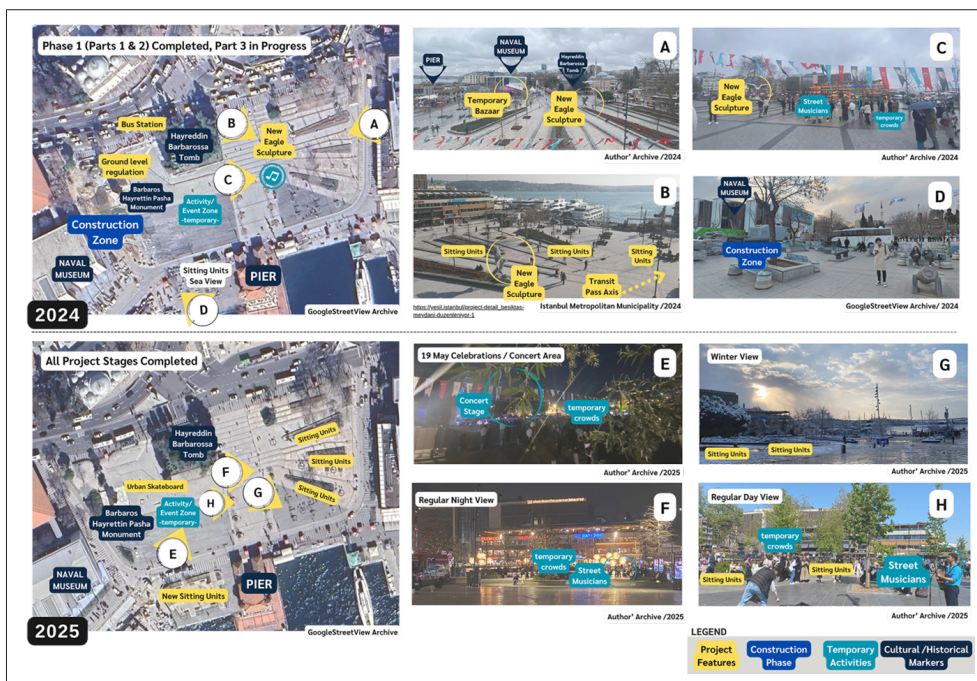 Phase 1 (Parts 1 & 2) Completed, Part 3 in Progress
Bus Station
Hayreddin
Barbarossa
Tomb
B
New
Eagle
Sculpture
A
Ground level
regulation
C
Barbaros
Hayrettin Pasha
Monument
Activity/
Event Zone
-temporary-
Construction
Zone
NAVAL
MUSEUM
Sitting Units
Sea View
PIER
D
2024
GoogleStreetView Archive
A
PIER
NAVAL
MUSEUM
Hayreddin
Barbarossa
Tomb
Temporary
Bazaar
New
Eagle
Sculpture
Author' Archive /2024
C
New
Eagle
Sculpture
Street
Musicians
temporary
crowds
Author' Archive /2024
B
Sitting Units
Sitting Units
Sitting
Units
New
Eagle
Sculpture
Transit
Pass Axis
https://yesil.istanbul/project-detail_besiktas-
meydani-duzenleniyor-1
Istanbul Metropolitan Municipality /2024
D
NAVAL
MUSEUM
Construction
Zone
GoogleStreetView Archive/ 2024
All Project Stages Completed
Hayreddin
Barbarossa
Tomb
Sitting Units
Sitting Units
Sitting Units
F
G
H
Urban Skateboard
Activity/
Event Zone
-temporary-
Barbaros
Hayrettin Pasha
Monument
E
NAVAL
MUSEUM
New Sitting Units
PIER
2025
GoogleStreetView Archive
19 May Celebrations / Concert Area
E
Concert
Stage
temporary
crowds
Author' Archive /2025
Winter View
G
Sitting Units
Sitting Units
Author' Archive /2025
Regular Night View
F
temporary
crowds
Street
Musicians
Author' Archive /2025
Regular Day View
H
temporary
crowds
Sitting Units
Sitting Units
Street
Musicians
Author' Archive /2025
LEGEND
Project
Features
Construction
Phase
Temporary
Activities
Cultural /Historical
Markers